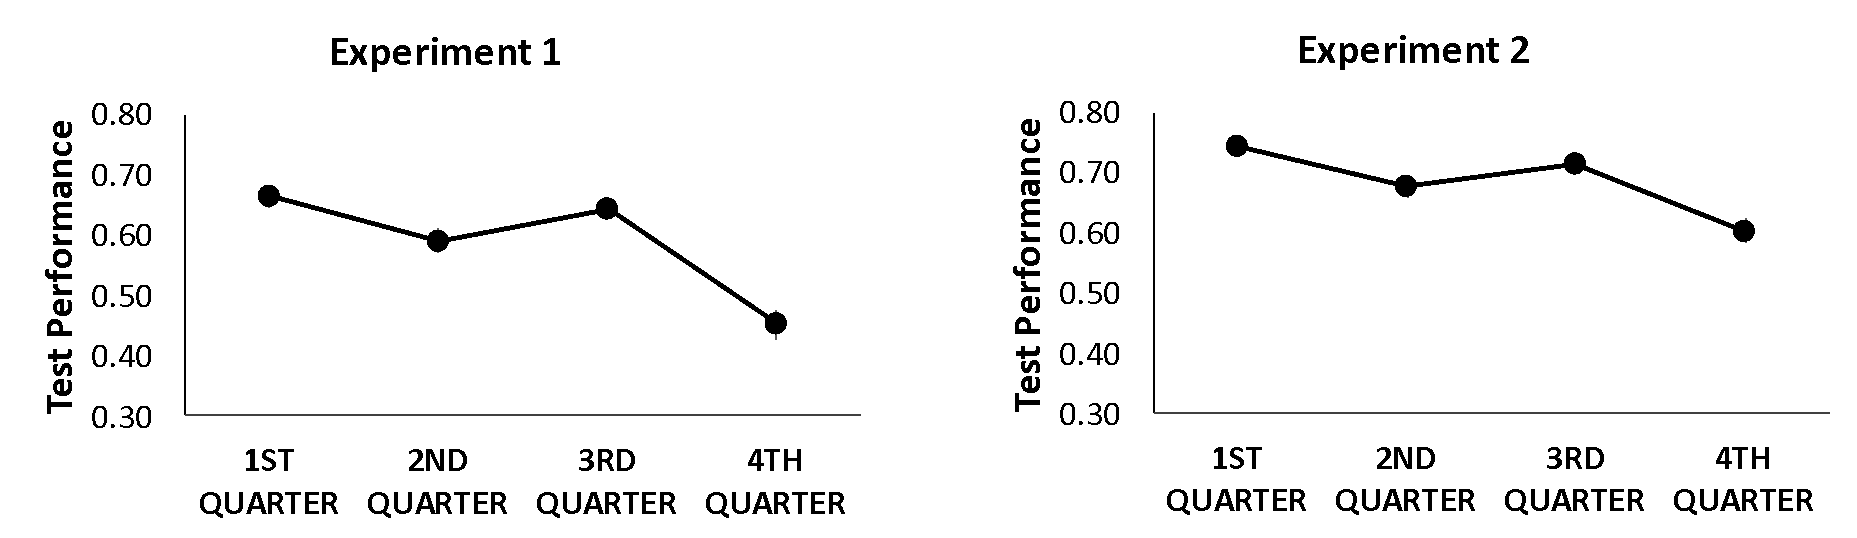 Experiment 1
Test Performance
0.80
0.70
0.60
0.50
0.40
0.30
1ST QUARTER
2ND QUARTER
3RD QUARTER
4TH QUARTER
Experiment 2
Test Performance
0.80
0.70
0.60
0.50
0.40
0.30
1ST QUARTER
2ND QUARTER
3RD QUARTER
4TH QUARTER